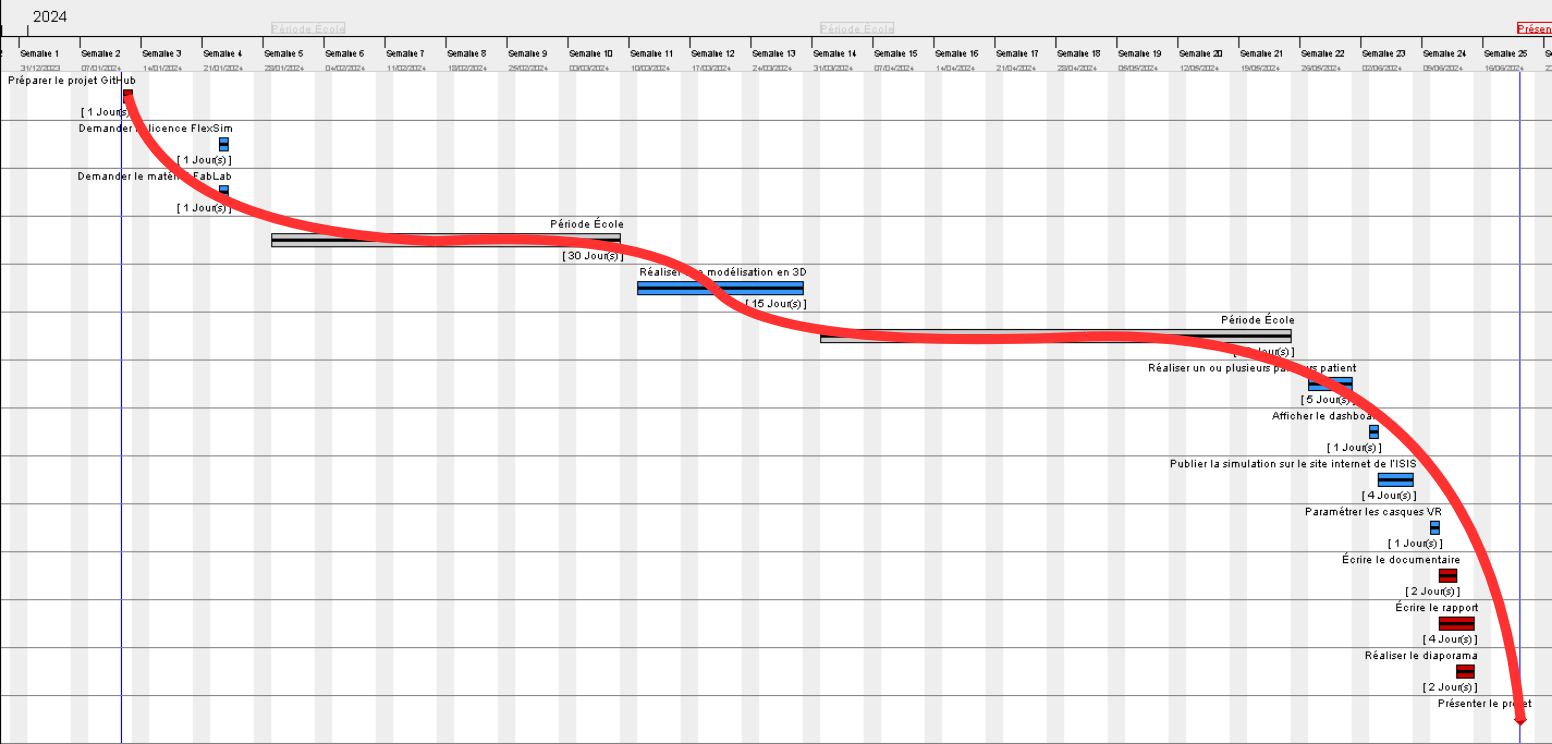 2024
Période École
Période École
Présen
Semaine 1
Semaine 2
Semaine 3
Semaine 4
Semaine 5
Semaine 6
Semaine 7
Semaine 8
Semaine 9
Semaine 10
Semaine 11
Semaine 12
Semaine 13
Semaine 14
Semaine 15
Semaine 16
Semaine 17
Semaine 18
Semaine 19
Semaine 20
Semaine 21
Semaine 22
Semaine 23
Semaine 24
Semaine 25
31/12/2023
07/01/2024
14/01/2024
21/01/2024
28/01/2024
04/02/2024
11/02/2024
18/02/2024
25/02/2024
03/03/2024
10/03/2024
17/03/2024
24/03/2024
31/03/2024
07/04/2024
14/04/2024
21/04/2024
28/04/2024
05/05/2024
12/05/2024
19/05/2024
26/05/2024
02/06/2024
09/06/2024
16/06/2024
Préparer le projet GitHub
[ 1 Jour(s)
Demander licence FlexSim
[ 1 Jour(s) ]
Demander le FabLab
[ 1 Jour(s) ]
Période École
[ 30 Jour(s) ]
Réaliser modélisation en 3D
[ 15 Jour(s) ]
Période École
Jour(s) ]
Réaliser un ou plusieurs patient
[ 5 Jour(s)
Afficher le
[ 1 Jour(s) ]
Publier la simulation sur le site internet de l'ISIS
[ 4 Jour(s) ]
Paramétrer les casques VR
[ 1 Jour(s) ]
Écrire le documentaire
[ 2 Jour(s) ]
Écrire le rapport
[ 4 Jour(s) ]
Réaliser le diaporama
[ 2 Jour(s) ]
Présenter le projet